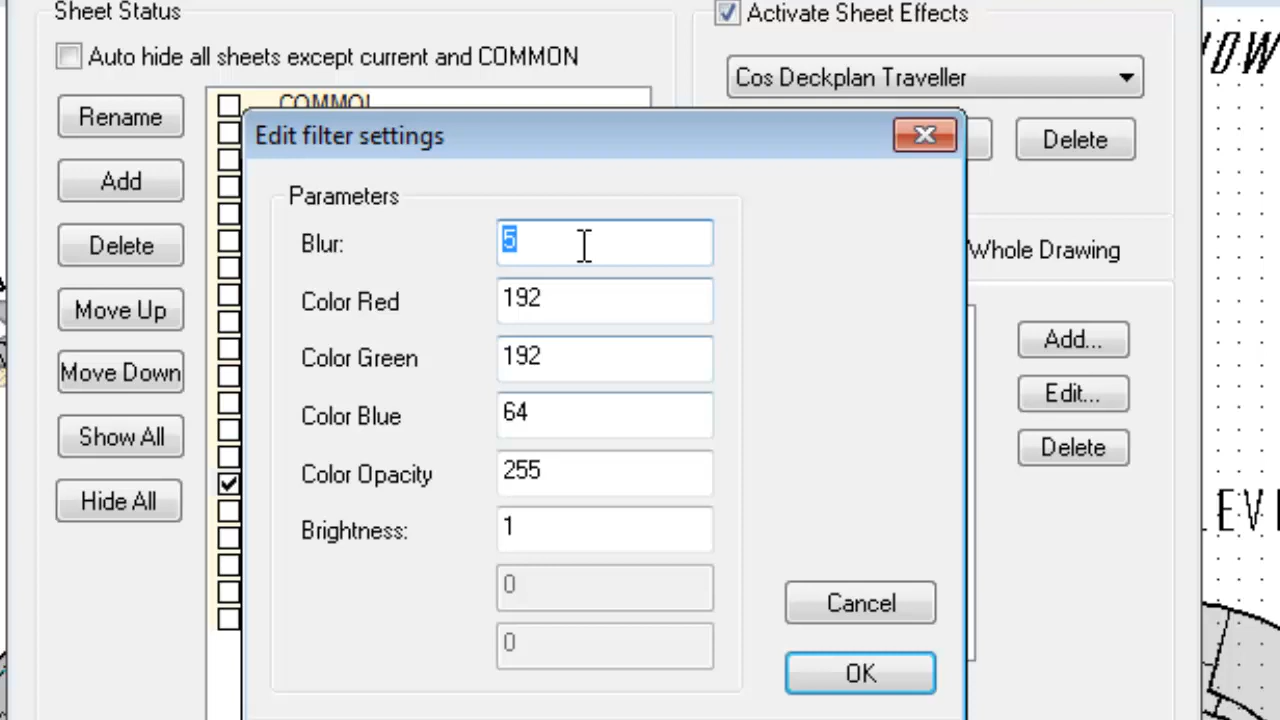 Sheet Status
Activate Sheet Effects
Auto hide all sheets except current and COMMON
Cos Deckplan Traveller
Rename
Add
Delete
Move Up
Move Down
Show All
Hide All
Delete
Edit filter settings
Parameters
Blur: 5
Color Red 192
Color Green 192
Color Blue 64
Color Opacity 255
Brightness: 1
0
0
Cancel
OK
Whole Drawing
Add...
Edit...
Delete